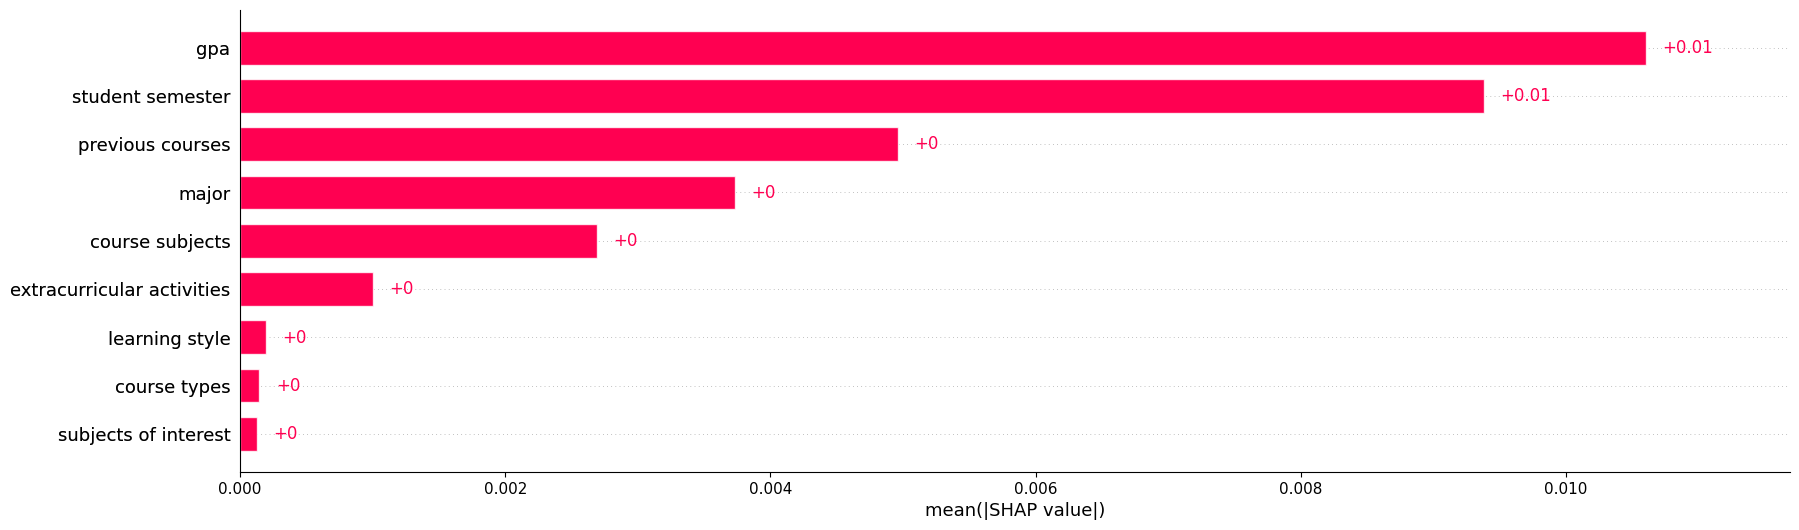 gpa +0.01
student semester +0.01
previous courses +0
major +0
course subjects +0
extracurricular activities +0
learning style +0
course types +0
subjects of interest +0
0.000 0.002 0.004 0.006 0.008 0.010
mean(|SHAP value|)